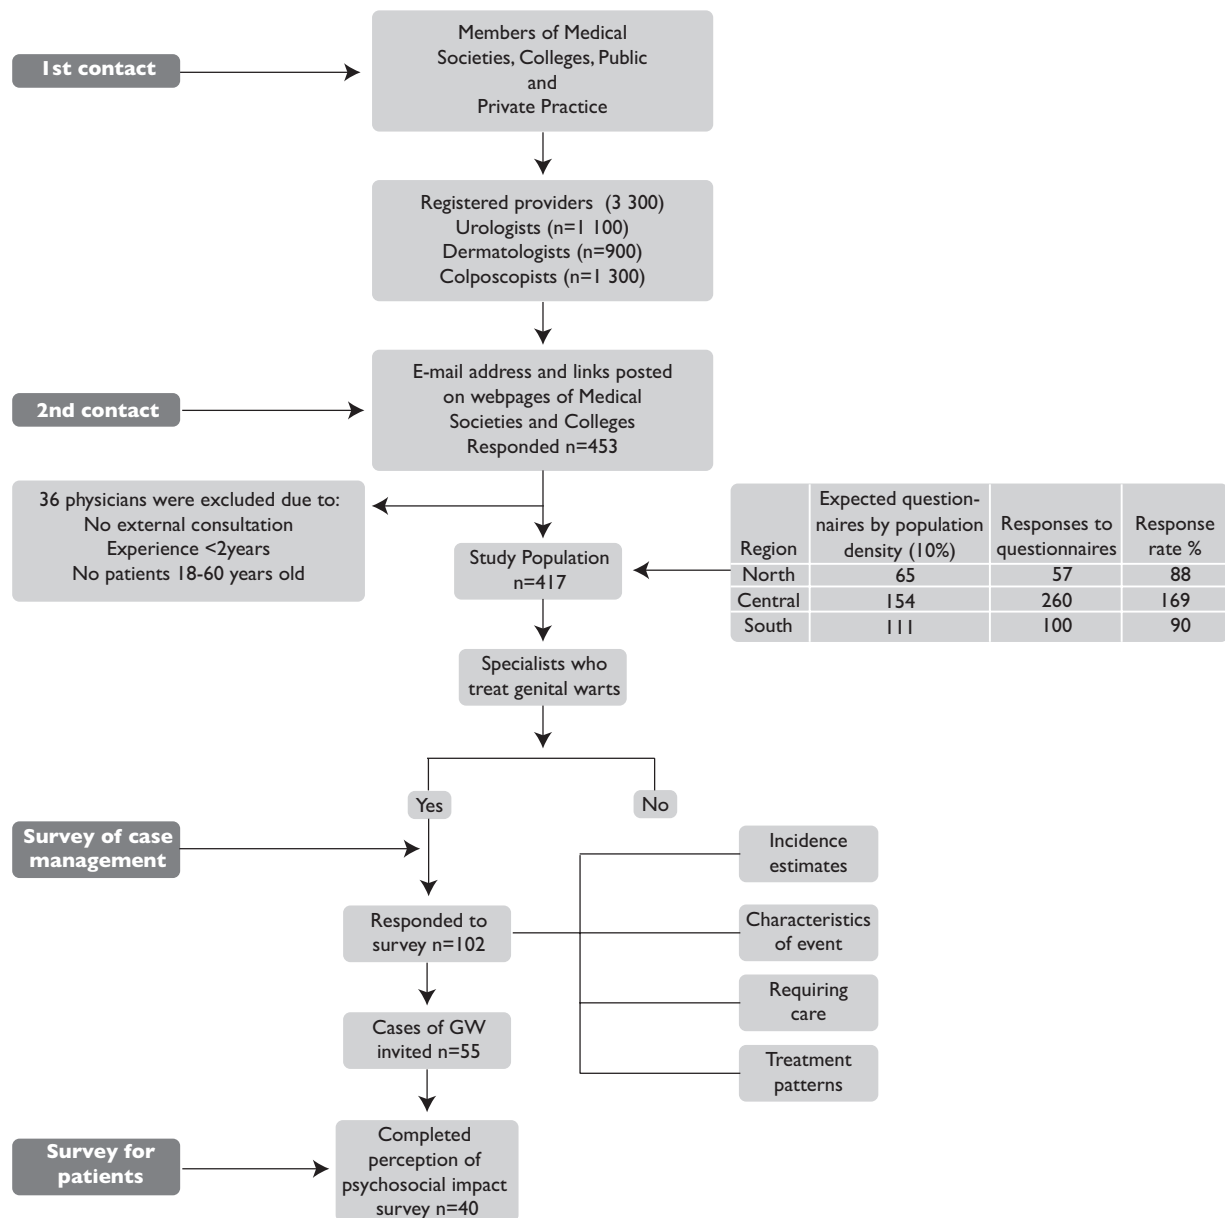 1st contact
Members of Medical
Societies, Colleges, Public
and
Private Practice
Registered providers (3 300)
Urologists (n=1 100)
Dermatologists (n=900)
Colposcopists (n=1 300)
2nd contact
E-mail address and links posted
on webpages of Medical
Societies and Colleges
Responded n=453
36 physicians were excluded due to:
No external consultation
Experience <2years
No patients 18-60 years old
Study Population
n=417
Region Expected question-
naires by population
density (10%) Responses to
questionnaires Response
rate %
North 65 57 88
Central 154 260 169
South 111 100 90
Specialists who
treat genital warts
Yes
No
Survey of case
management
Responded to
survey n=102
Incidence
estimates
Characteristics
of event
Requiring
care
Treatment
patterns
Cases of GW
invited n=55
Survey for
patients
Completed
perception of
psychosocial impact
survey n=40